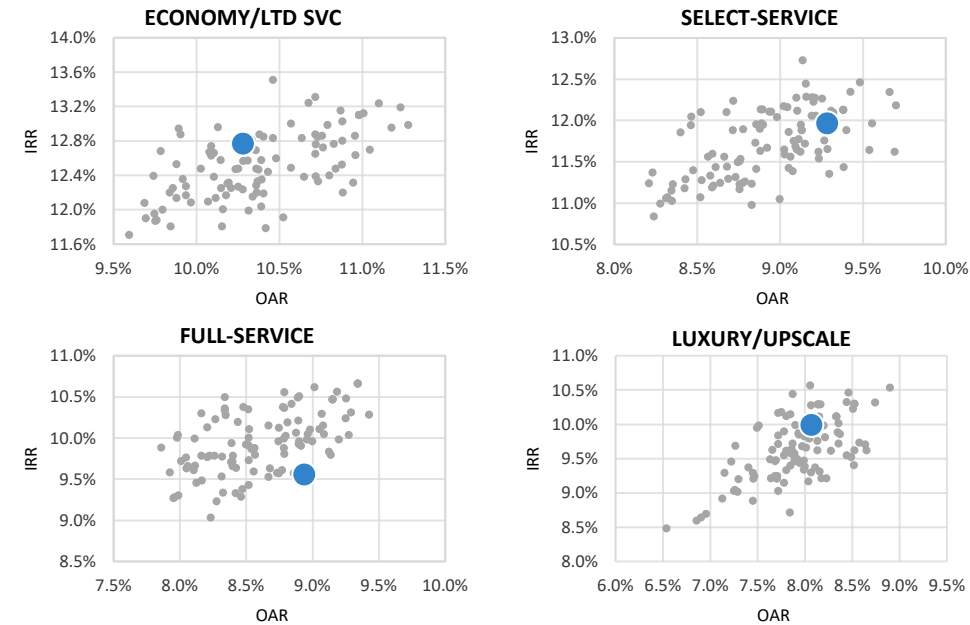 ECONOMY/LTD SVC
14.0%
13.6%
13.2%
12.8%
12.4%
12.0%
11.6%
IRR
9.5% 10.0% 10.5% 11.0% 11.5%
OAR
SELECT-SERVICE
13.0%
12.5%
12.0%
11.5%
11.0%
10.5%
IRR
8.0% 8.5% 9.0% 9.5% 10.0%
OAR
FULL-SERVICE
11.0%
10.5%
10.0%
9.5%
9.0%
8.5%
IRR
7.5% 8.0% 8.5% 9.0% 9.5% 10.0%
OAR
LUXURY/UPSCALE
11.0%
10.5%
10.0%
9.5%
9.0%
8.5%
8.0%
IRR
6.0% 6.5% 7.0% 7.5% 8.0% 8.5% 9.0% 9.5%
OAR